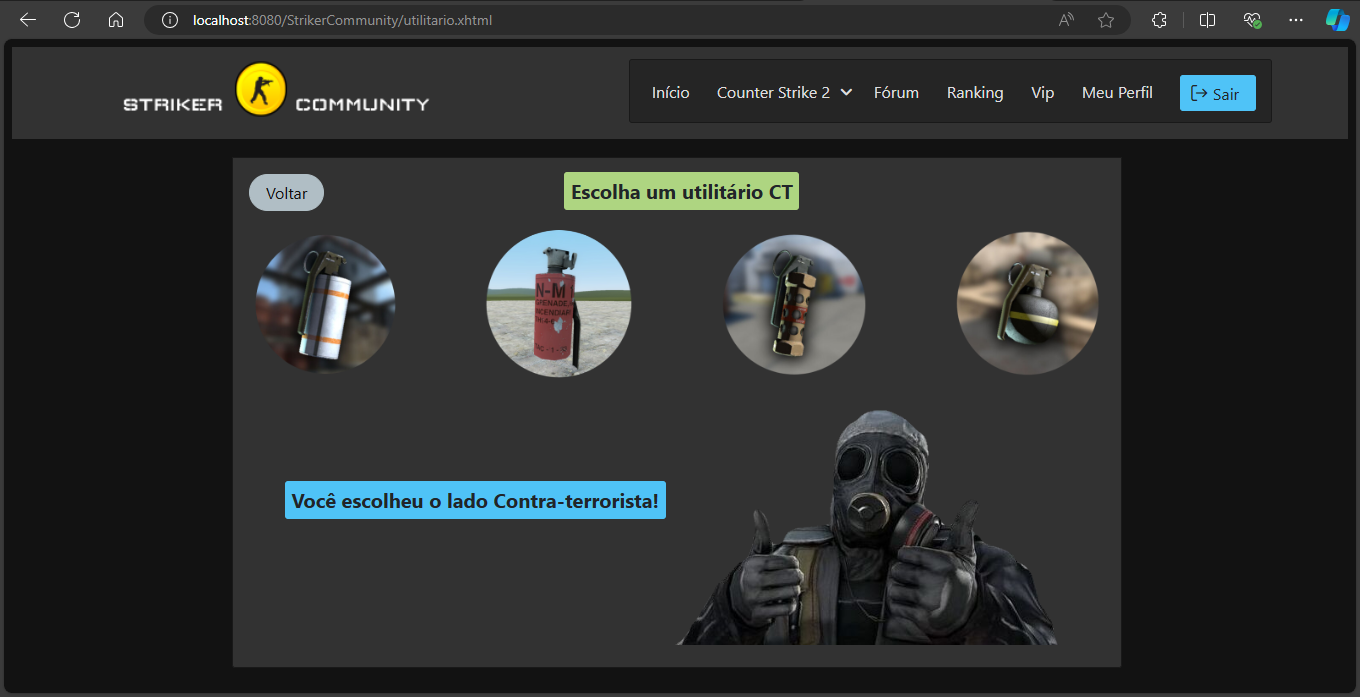 localhost:8080/StrikerCommunity/utilitario.xhtml
STRIKER COMMUNITY
Início Counter Strike 2 Fórum Ranking Vip Meu Perfil Sair
Voltar
Escolha um utilitário CT
N-M
GRENADE,
INCENDIAR
Você escolheu o lado Contra-terrorista!